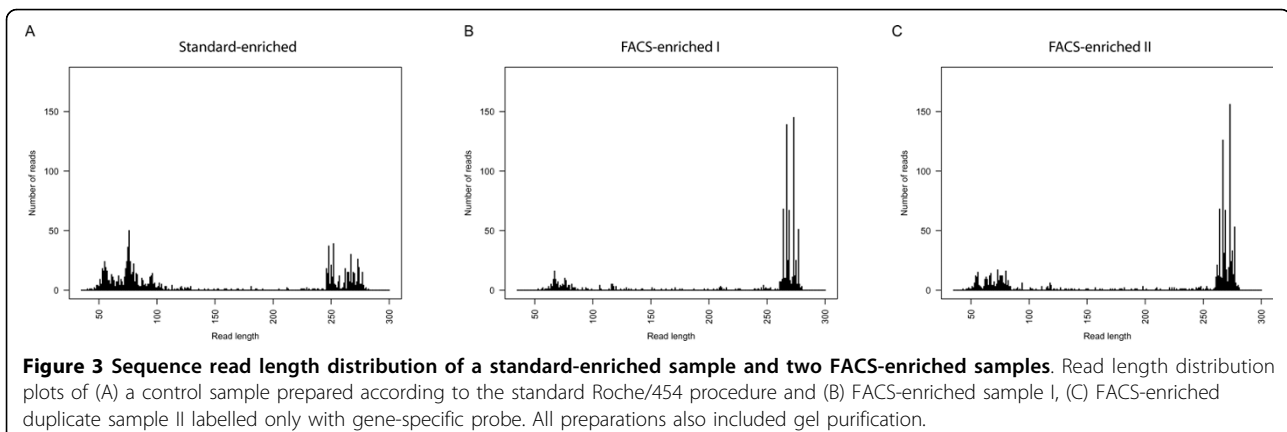 A
Standard-enriched
Number of reads
150
100
50
0
50
100
150
200
250
300
Read length
B
FACS-enriched I
Number of reads
150
100
50
0
50
100
150
200
250
300
Read length
C
FACS-enriched II
Number of reads
150
100
50
0
50
100
150
200
250
300
Read length
Figure 3 Sequence read length distribution of a standard-enriched sample and two FACS-enriched samples. Read length distribution
plots of (A) a control sample prepared according to the standard Roche/454 procedure and (B) FACS-enriched sample I, (C) FACS-enriched
duplicate sample II labelled only with gene-specific probe. All preparations also included gel purification.